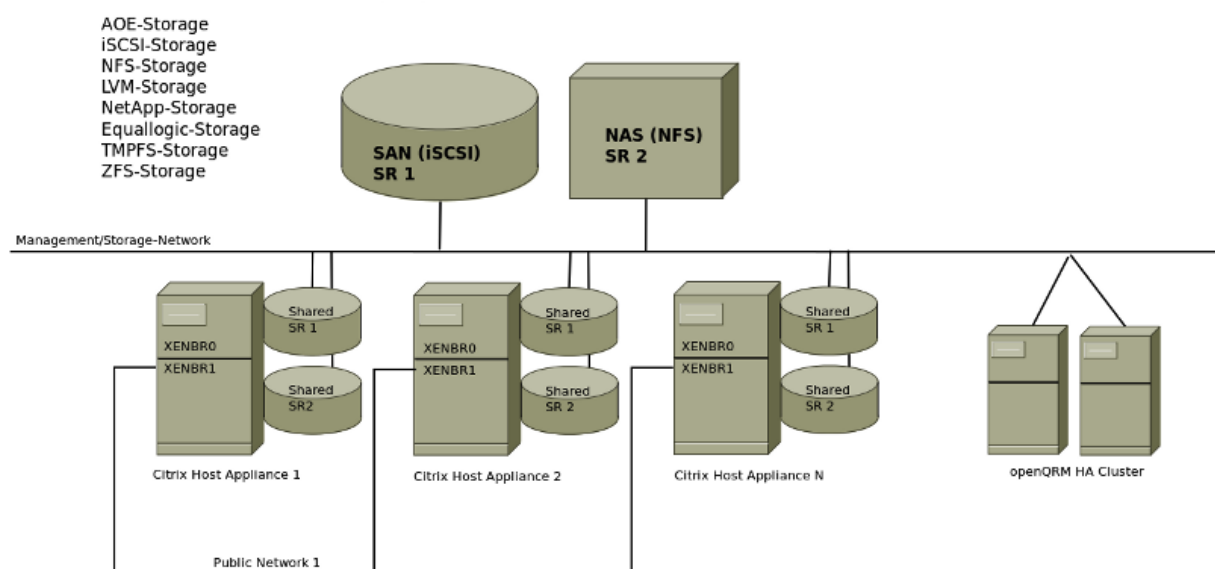 AOE-Storage
iSCSI-Storage
NFS-Storage
LVM-Storage
NetApp-Storage
Equallogic-Storage
TMPFS-Storage
ZFS-Storage
SAN (iSCSI)
SR 1
NAS (NFS)
SR 2
Management/Storage-Network
XENBR0
XENBR1
Shared
SR 1
Shared
SR2
Citrix Host Appliance 1
XENBR0
XENBR1
Shared
SR 1
Shared
SR 2
Citrix Host Appliance 2
XENBR0
XENBR1
Shared
SR 1
Shared
SR 2
Citrix Host Appliance N
openQRM HA Cluster
Public Network 1